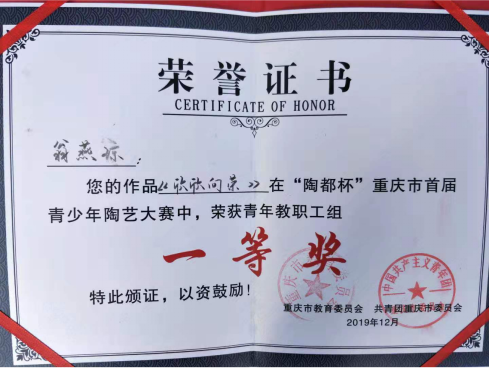 荣誉证书
CERTIFICATE OF HONOR
翁燕琼：
您的作品《欣欣向荣》在“陶都杯”重庆市首届
青少年陶艺大赛中，荣获青年教职工组
一等奖
特此颁证，以资鼓励！
重庆市教育委员会 共青团重庆市委员会
2019年12月